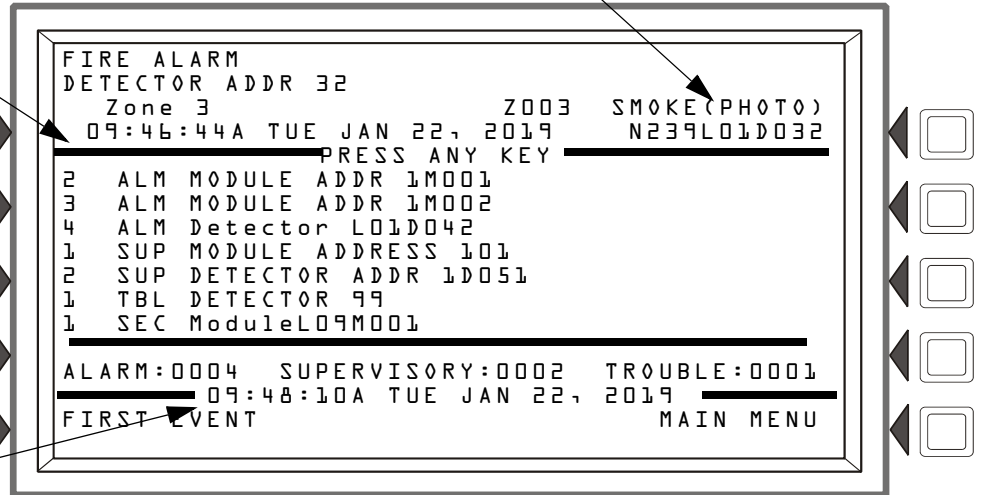 FIRE ALARM
DETECTOR ADDR 32
Zone 3 Z003 SMOKE(PHOTO)
09:46:44A TUE JAN 22, 2019 N239L01D032
PRESS ANY KEY
2 ALM MODULE ADDR 1M001
3 ALM MODULE ADDR 1M002
4 ALM Detector L01D042
1 SUP MODULE ADDRESS 101
2 SUP DETECTOR ADDR 1D051
1 TBL DETECTOR 99
1 SEC ModuleL09M001
ALARM:0004 SUPERVISORY:0002 TROUBLE:0001
09:48:10A TUE JAN 22, 2019
FIRST EVENT MAIN MENU